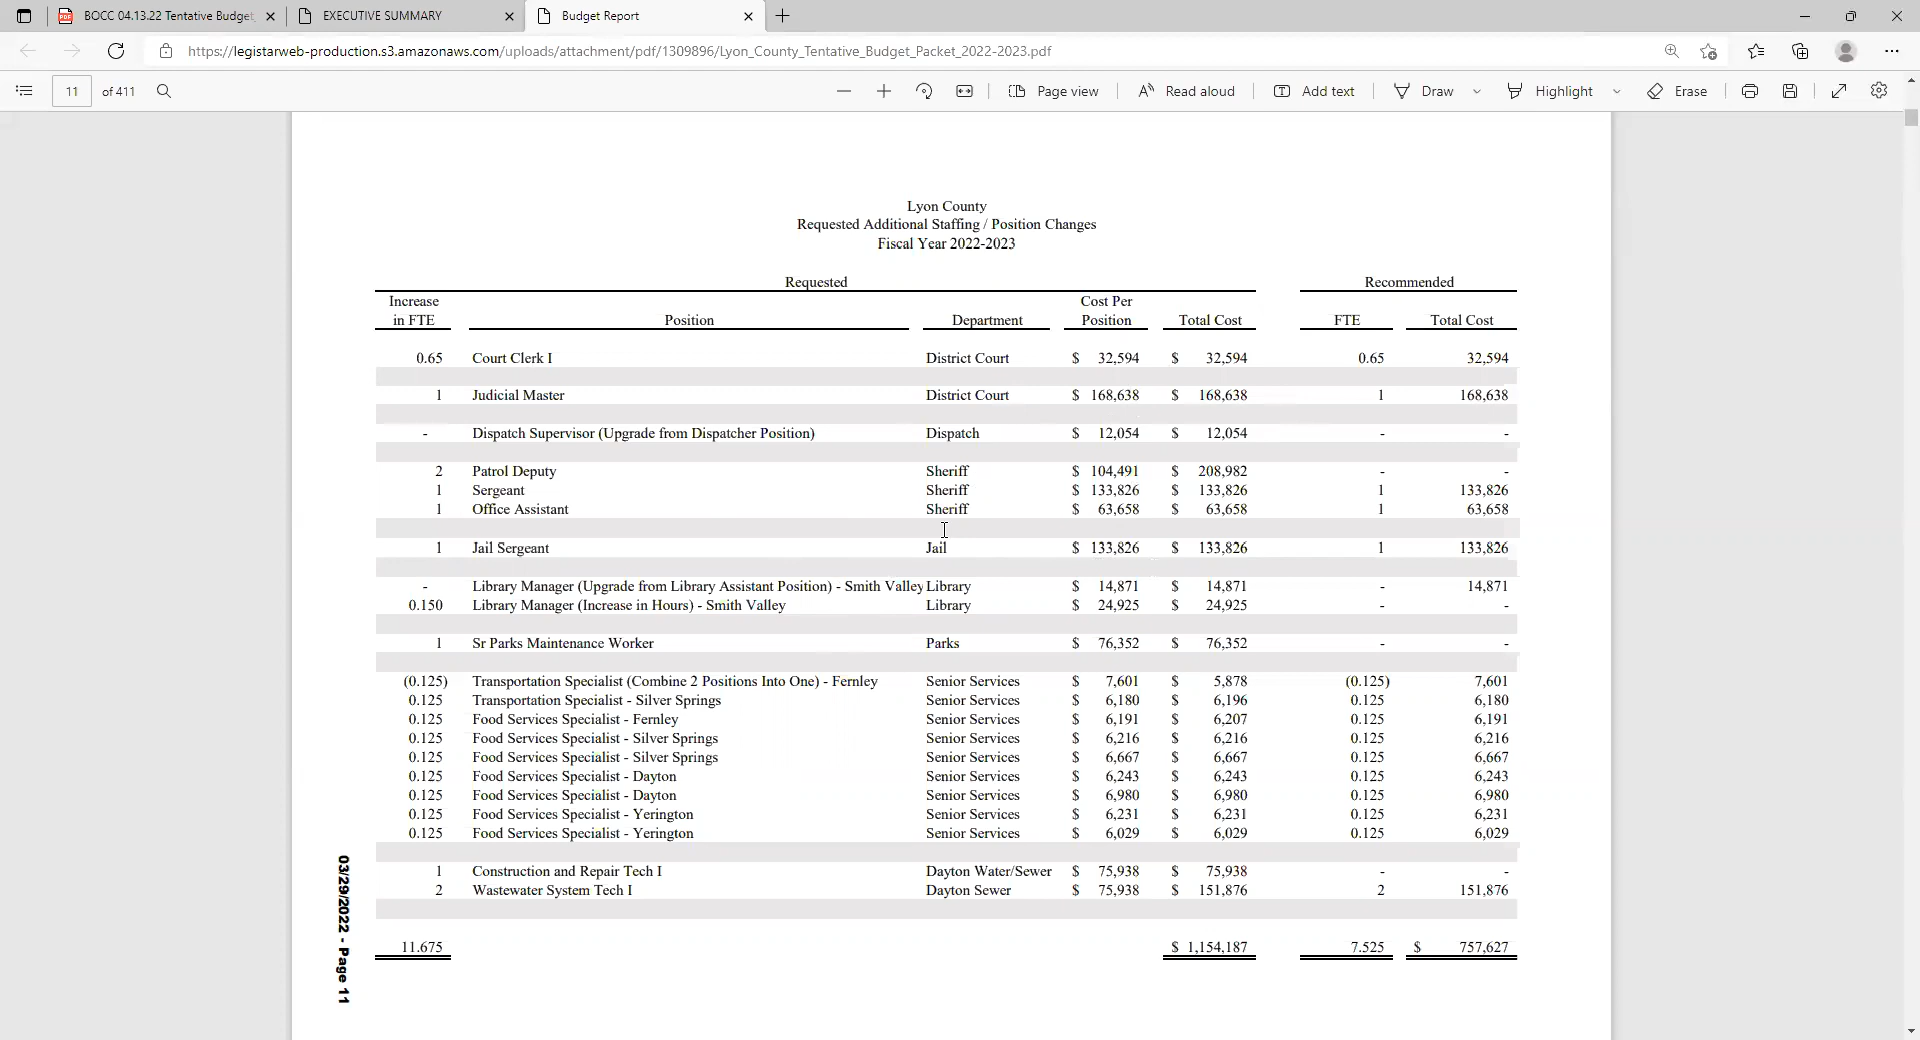 BOCC 04.13.22 Tentative Budget
EXECUTIVE SUMMARY
Budget Report
https://legistarweb-production.s3.amazonaws.com/uploads/attachment/pdf/1309896/Lyon_County_Tentative_Budget_Packet_2022-2023.pdf
11 of 411 Page view Read aloud Add text Draw Highlight Erase
Lyon County
Requested Additional Staffing / Position Changes
Fiscal Year 2022-2023
Requested Recommended
Increase in FTE Position Department Cost Per Position Total Cost FTE Total Cost
0.65 Court Clerk I District Court $ 32,594 $ 32,594 0.65 32,594
1 Judicial Master District Court $ 168,638 $ 168,638 1 168,638
- Dispatch Supervisor (Upgrade from Dispatcher Position) Dispatch $ 12,054 $ 12,054 - -
2 Patrol Deputy Sheriff $ 104,491 $ 208,982 - -
1 Sergeant Sheriff $ 133,826 $ 133,826 1 133,826
1 Office Assistant Sheriff $ 63,658 $ 63,658 1 63,658
1 Jail Sergeant Jail $ 133,826 $ 133,826 1 133,826
- Library Manager (Upgrade from Library Assistant Position) - Smith Valley Library $ 14,871 $ 14,871 - 14,871
0.150 Library Manager (Increase in Hours) - Smith Valley Library $ 24,925 $ 24,925 - -
1 Sr Parks Maintenance Worker Parks $ 76,352 $ 76,352 - -
(0.125) Transportation Specialist (Combine 2 Positions Into One) - Fernley Senior Services $ 7,601 $ 5,878 (0.125) 7,601
0.125 Transportation Specialist - Silver Springs Senior Services $ 6,180 $ 6,196 0.125 6,180
0.125 Food Services Specialist - Fernley Senior Services $ 6,191 $ 6,207 0.125 6,191
0.125 Food Services Specialist - Silver Springs Senior Services $ 6,216 $ 6,216 0.125 6,216
0.125 Food Services Specialist - Silver Springs Senior Services $ 6,667 $ 6,667 0.125 6,667
0.125 Food Services Specialist - Dayton Senior Services $ 6,243 $ 6,243 0.125 6,243
0.125 Food Services Specialist - Dayton Senior Services $ 6,980 $ 6,980 0.125 6,980
0.125 Food Services Specialist - Yerington Senior Services $ 6,231 $ 6,231 0.125 6,231
0.125 Food Services Specialist - Yerington Senior Services $ 6,029 $ 6,029 0.125 6,029
1 Construction and Repair Tech I Dayton Water/Sewer $ 75,938 $ 75,938 - -
2 Wastewater System Tech I Dayton Sewer $ 75,938 $ 151,876 2 151,876
11.675 $ 1,154,187 7.525 $ 757,627
03/29/2022 - Page 11